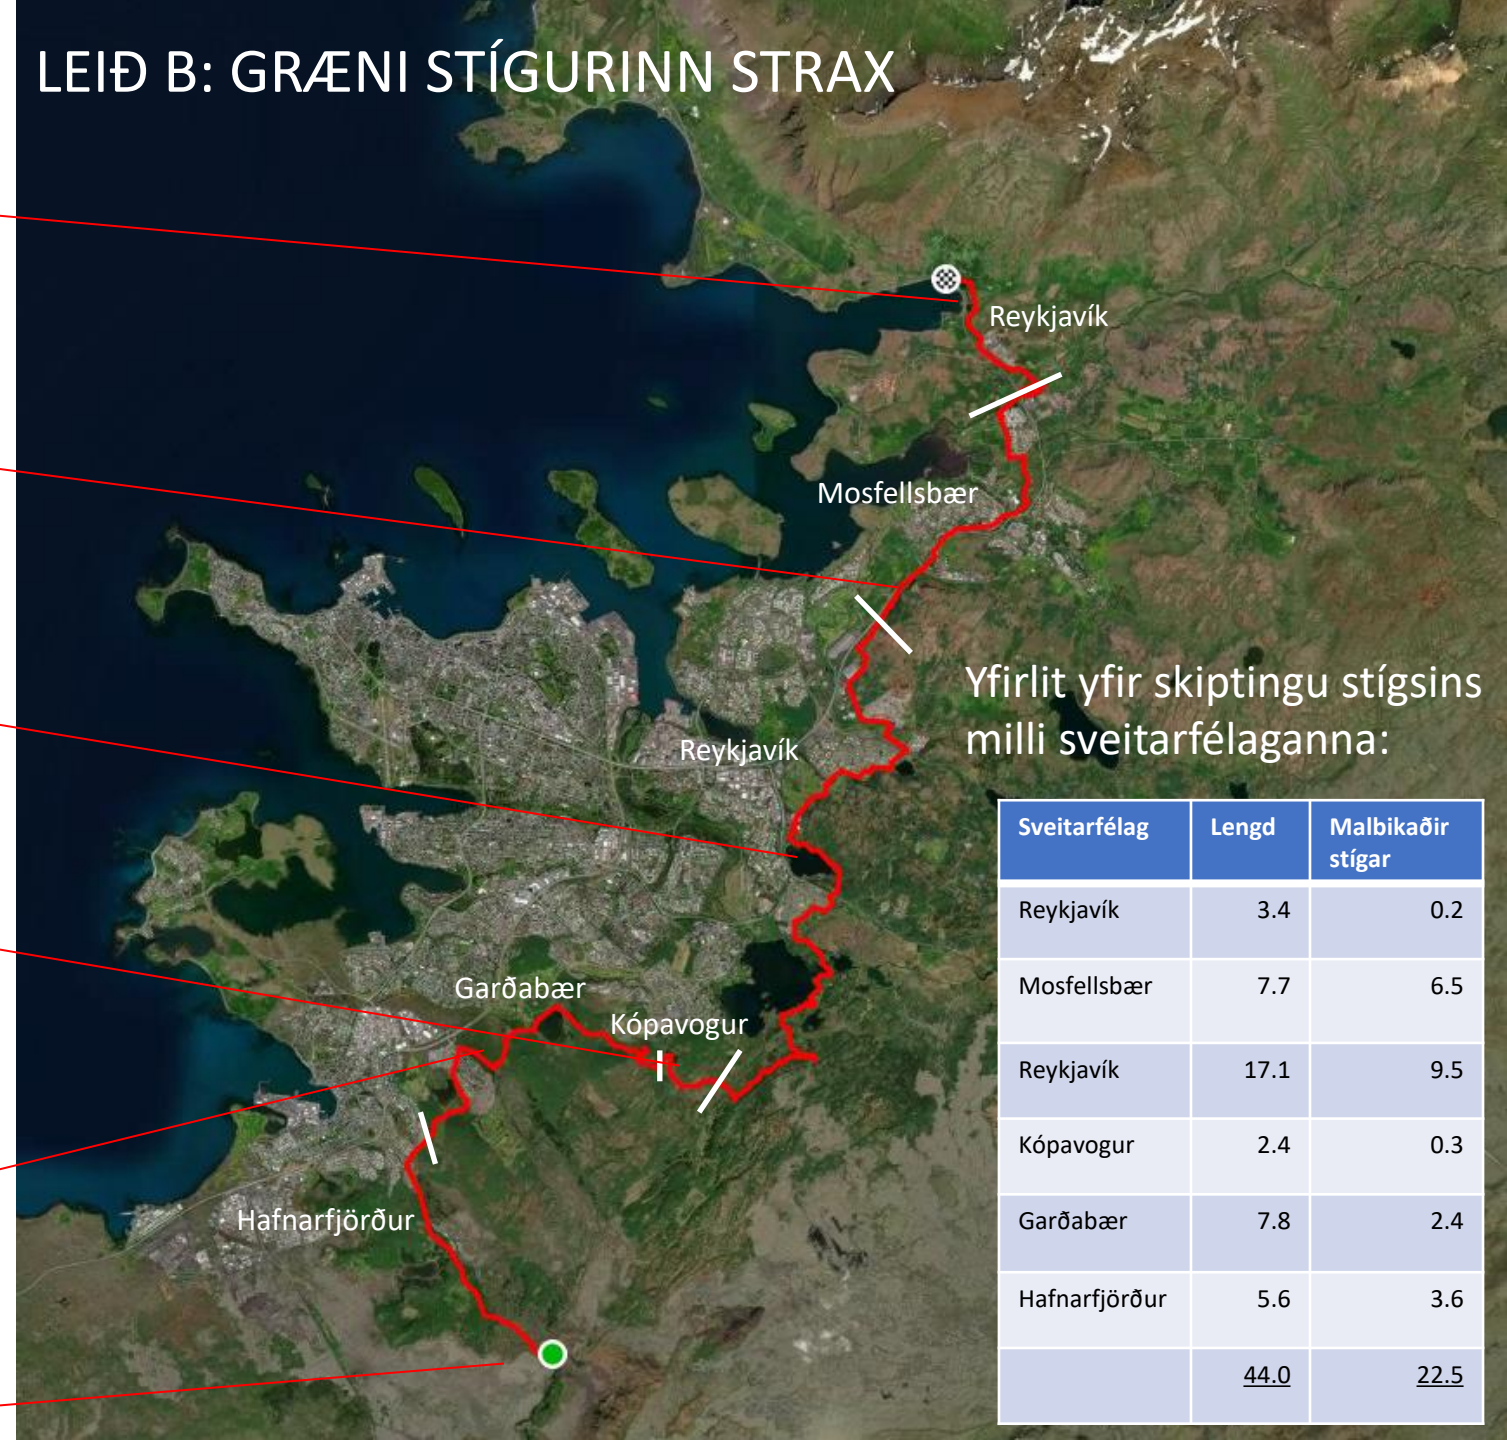 LEIÐ B: GRÆNI STÍGURINN STRAX
Reykjavík
Mosfellsbær
Yfirlit yfir skiptingu stígsins
milli sveitarfélaganna:
Reykjavík
Garðabær
Kópavogur
Hafnarfjörður
Sveitarfélag Lengd Malbikaðir
stígar
Reykjavík 3.4 0.2
Mosfellsbær 7.7 6.5
Reykjavík 17.1 9.5
Kópavogur 2.4 0.3
Garðabær 7.8 2.4
Hafnarfjörður 5.6 3.6
44.0 22.5